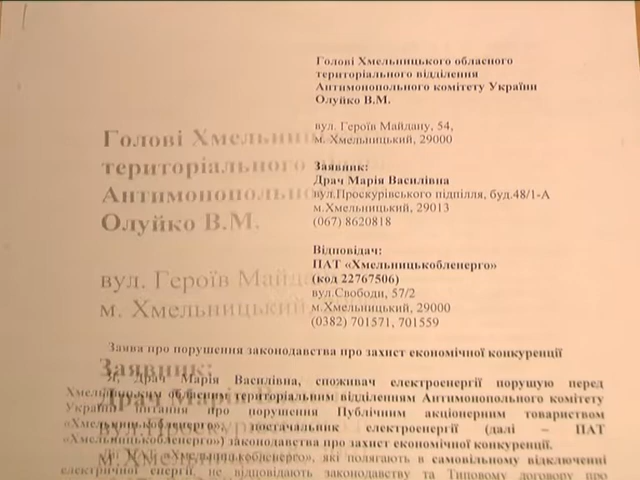 Голові Хмельницького обласного
територіального відділення
Антимонопольного комітету України
Олуйко В.М.
вул. Героїв Майдану, 54,
м. Хмельницький, 29000
Заявник:
Драч Марія Василівна
вул.Проскурівського підпілля, буд.48/1-А
м.Хмельницький, 29013
(067) 8620818
Відповідач:
ПАТ «Хмельницькобленерго»
(код 22767506)
вул.Свободи, 57/2
м.Хмельницький, 29000
(0382) 701571, 701559
Заява про порушення законодавства про захист економічної конкуренції
Я, Драч Марія Василівна, споживач електроенергії порушую перед
Хмельницьким обласним територіальним відділенням Антимонопольного комітету
України питання про порушення Публічним акціонерним товариством
«Хмельницькобленерго», постачальник електроенергії (далі – ПАТ
«Хмельницькобленерго») законодавства про захист економічної конкуренції.
«Хмельницькобленерго», які полягають в самовільному відключенні
електричної енергії, не відповідають законодавству та Типовому договору про
Голові
територіального
Антимонопольно
Олуйко В.М.
вул. Героїв
м. Хмельницький
Заявник:
Драч Марія